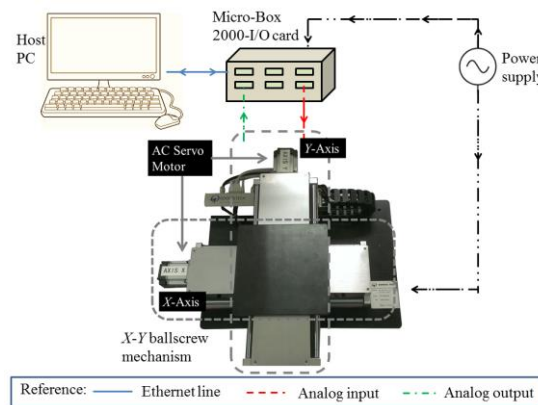 Micro-Box
2000-I/O card
Host
PC
Power
supply
Y-Axis
AC Servo
Motor
AXIS X
X-Axis
X-Y ballscrew
mechanism
Reference: Ethernet line Analog input Analog output